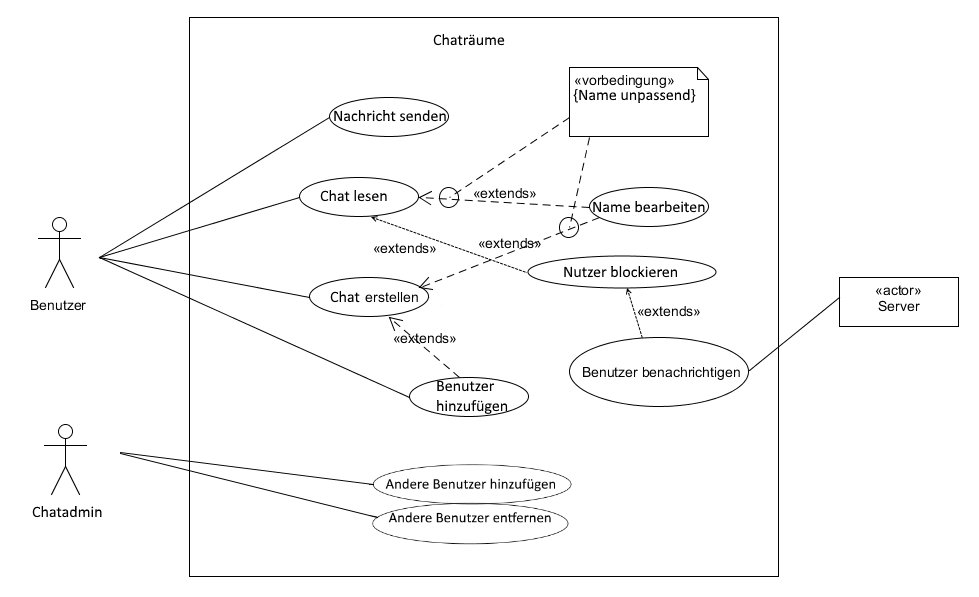 Chaträume
«vorbedingung»
{Name unpassend}
Nachricht senden
Chat lesen
«extends»
Name bearbeiten
«extends»
«extends»
Nutzer blockieren
Benutzer
Chat erstellen
«actor»
Server
«extends»
«extends»
Benutzer benachrichtigen
Benutzer
hinzufügen
Chatadmin
Andere Benutzer hinzufügen
Andere Benutzer entfernen